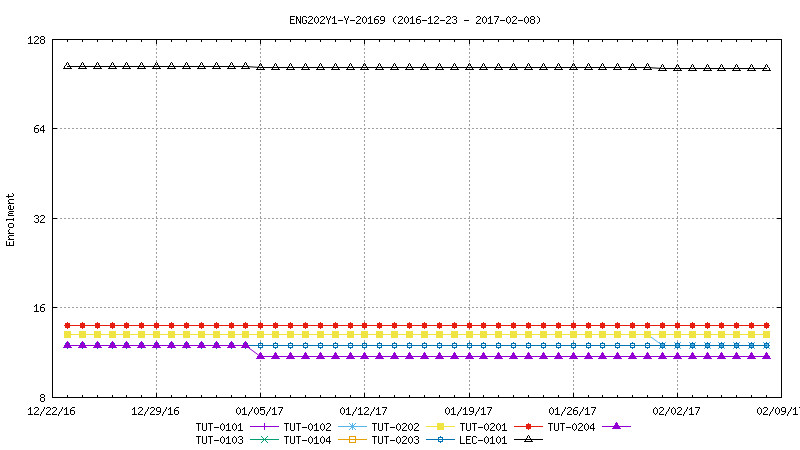 ENG202Y1-Y-20169 (2016-12-23 - 2017-02-08)
128
64
32
16
8
Enrolment
12/22/16 12/29/16 01/05/17 01/12/17 01/19/17 01/26/17 02/02/17 02/09/1
TUT-0101 TUT-0102 TUT-0202 TUT-0201 TUT-0204
TUT-0103 TUT-0104 TUT-0203 LEC-0101